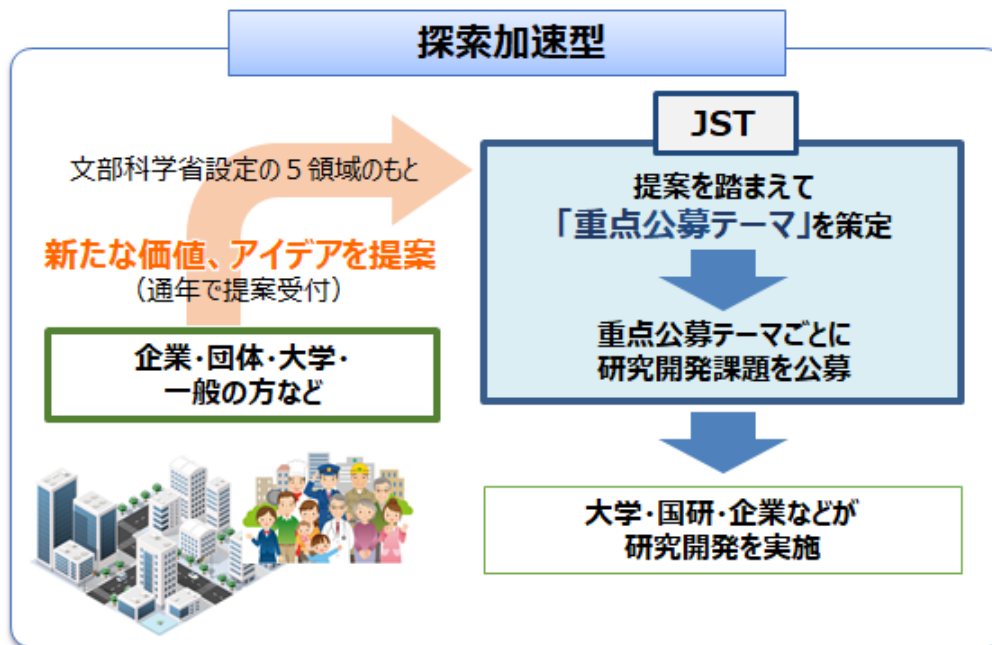 探索加速型
文部科学省設定の５領域のもと
新たな価値、アイデアを提案
（通年で提案受付）
企業・団体・大学・
一般の方など
JST
提案を踏まえて
「重点公募テーマ」を策定
重点公募テーマごとに
研究開発課題を公募
大学・国研・企業などが
研究開発を実施